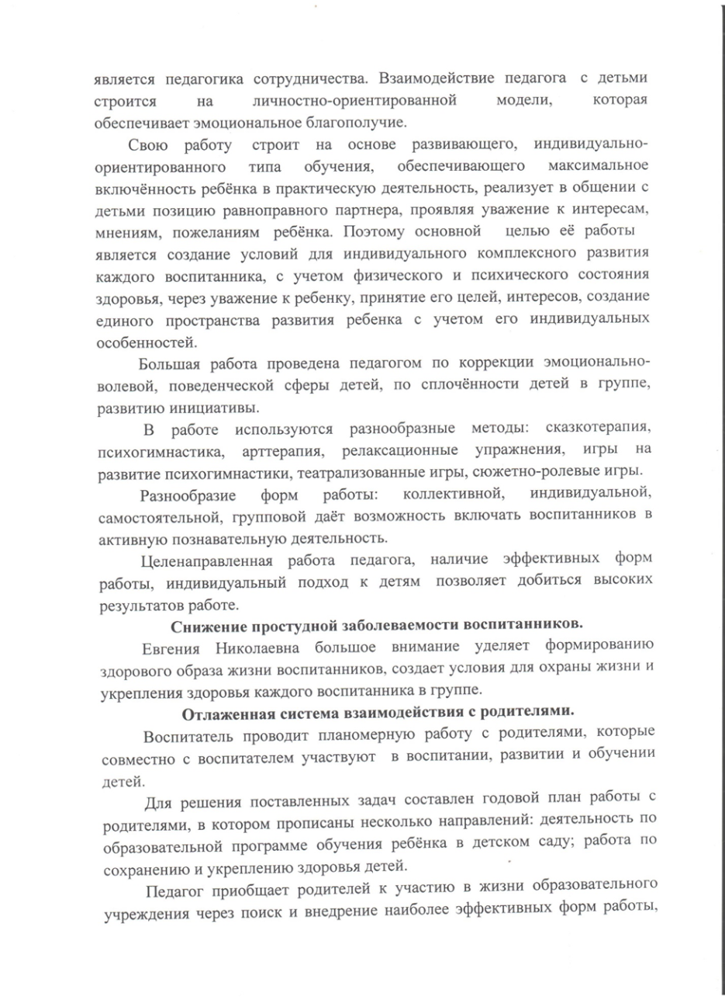 является педагогика сотрудничества. Взаимодействие педагога с детьми
строится на личностно-ориентированной модели, которая
обеспечивает эмоциональное благополучие.
Свою работу строит на основе развивающего, индивидуально-
ориентированного типа обучения, обеспечивающего максимальное
включённость ребёнка в практическую деятельность, реализует в общении с
детьми позицию равноправного партнера, проявляя уважение к интересам,
мнениям, пожеланиям ребёнка. Поэтому основной целью её работы
является создание условий для индивидуального комплексного развития
каждого воспитанника, с учетом физического и психического состояния
здоровья, через уважение к ребенку, принятие его целей, интересов, создание
единого пространства развития ребенка с учетом его индивидуальных
особенностей.
Большая работа проведена педагогом по коррекции эмоционально-
волевой, поведенческой сферы детей, по сплочённости детей в группе,
развитию инициативы.
В работе используются разнообразные методы: сказкотерапия,
психогимнастика, арттерапия, релаксационные упражнения, игры на
развитие психогимнастики, театрализованные игры, сюжетно-ролевые игры.
Разнообразие форм работы: коллективной, индивидуальной,
самостоятельной, групповой даёт возможность включать воспитанников в
активную познавательную деятельность.
Целенаправленная работа педагога, наличие эффективных форм
работы, индивидуальный подход к детям позволяет добиться высоких
результатов работе.
Снижение простудной заболеваемости воспитанников.
Евгения Николаевна большое внимание уделяет формированию
здорового образа жизни воспитанников, создает условия для охраны жизни и
укрепления здоровья каждого воспитанника в группе.
Отлаженная система взаимодействия с родителями.
Воспитатель проводит планомерную работу с родителями, которые
совместно с воспитателем участвуют в воспитании, развитии и обучении
детей.
Для решения поставленных задач составлен годовой план работы с
родителями, в котором прописаны несколько направлений: деятельность по
образовательной программе обучения ребёнка в детском саду; работа по
сохранению и укреплению здоровья детей.
Педагог приобщает родителей к участию в жизни образовательного
учреждения через поиск и внедрение наиболее эффективных форм работы,